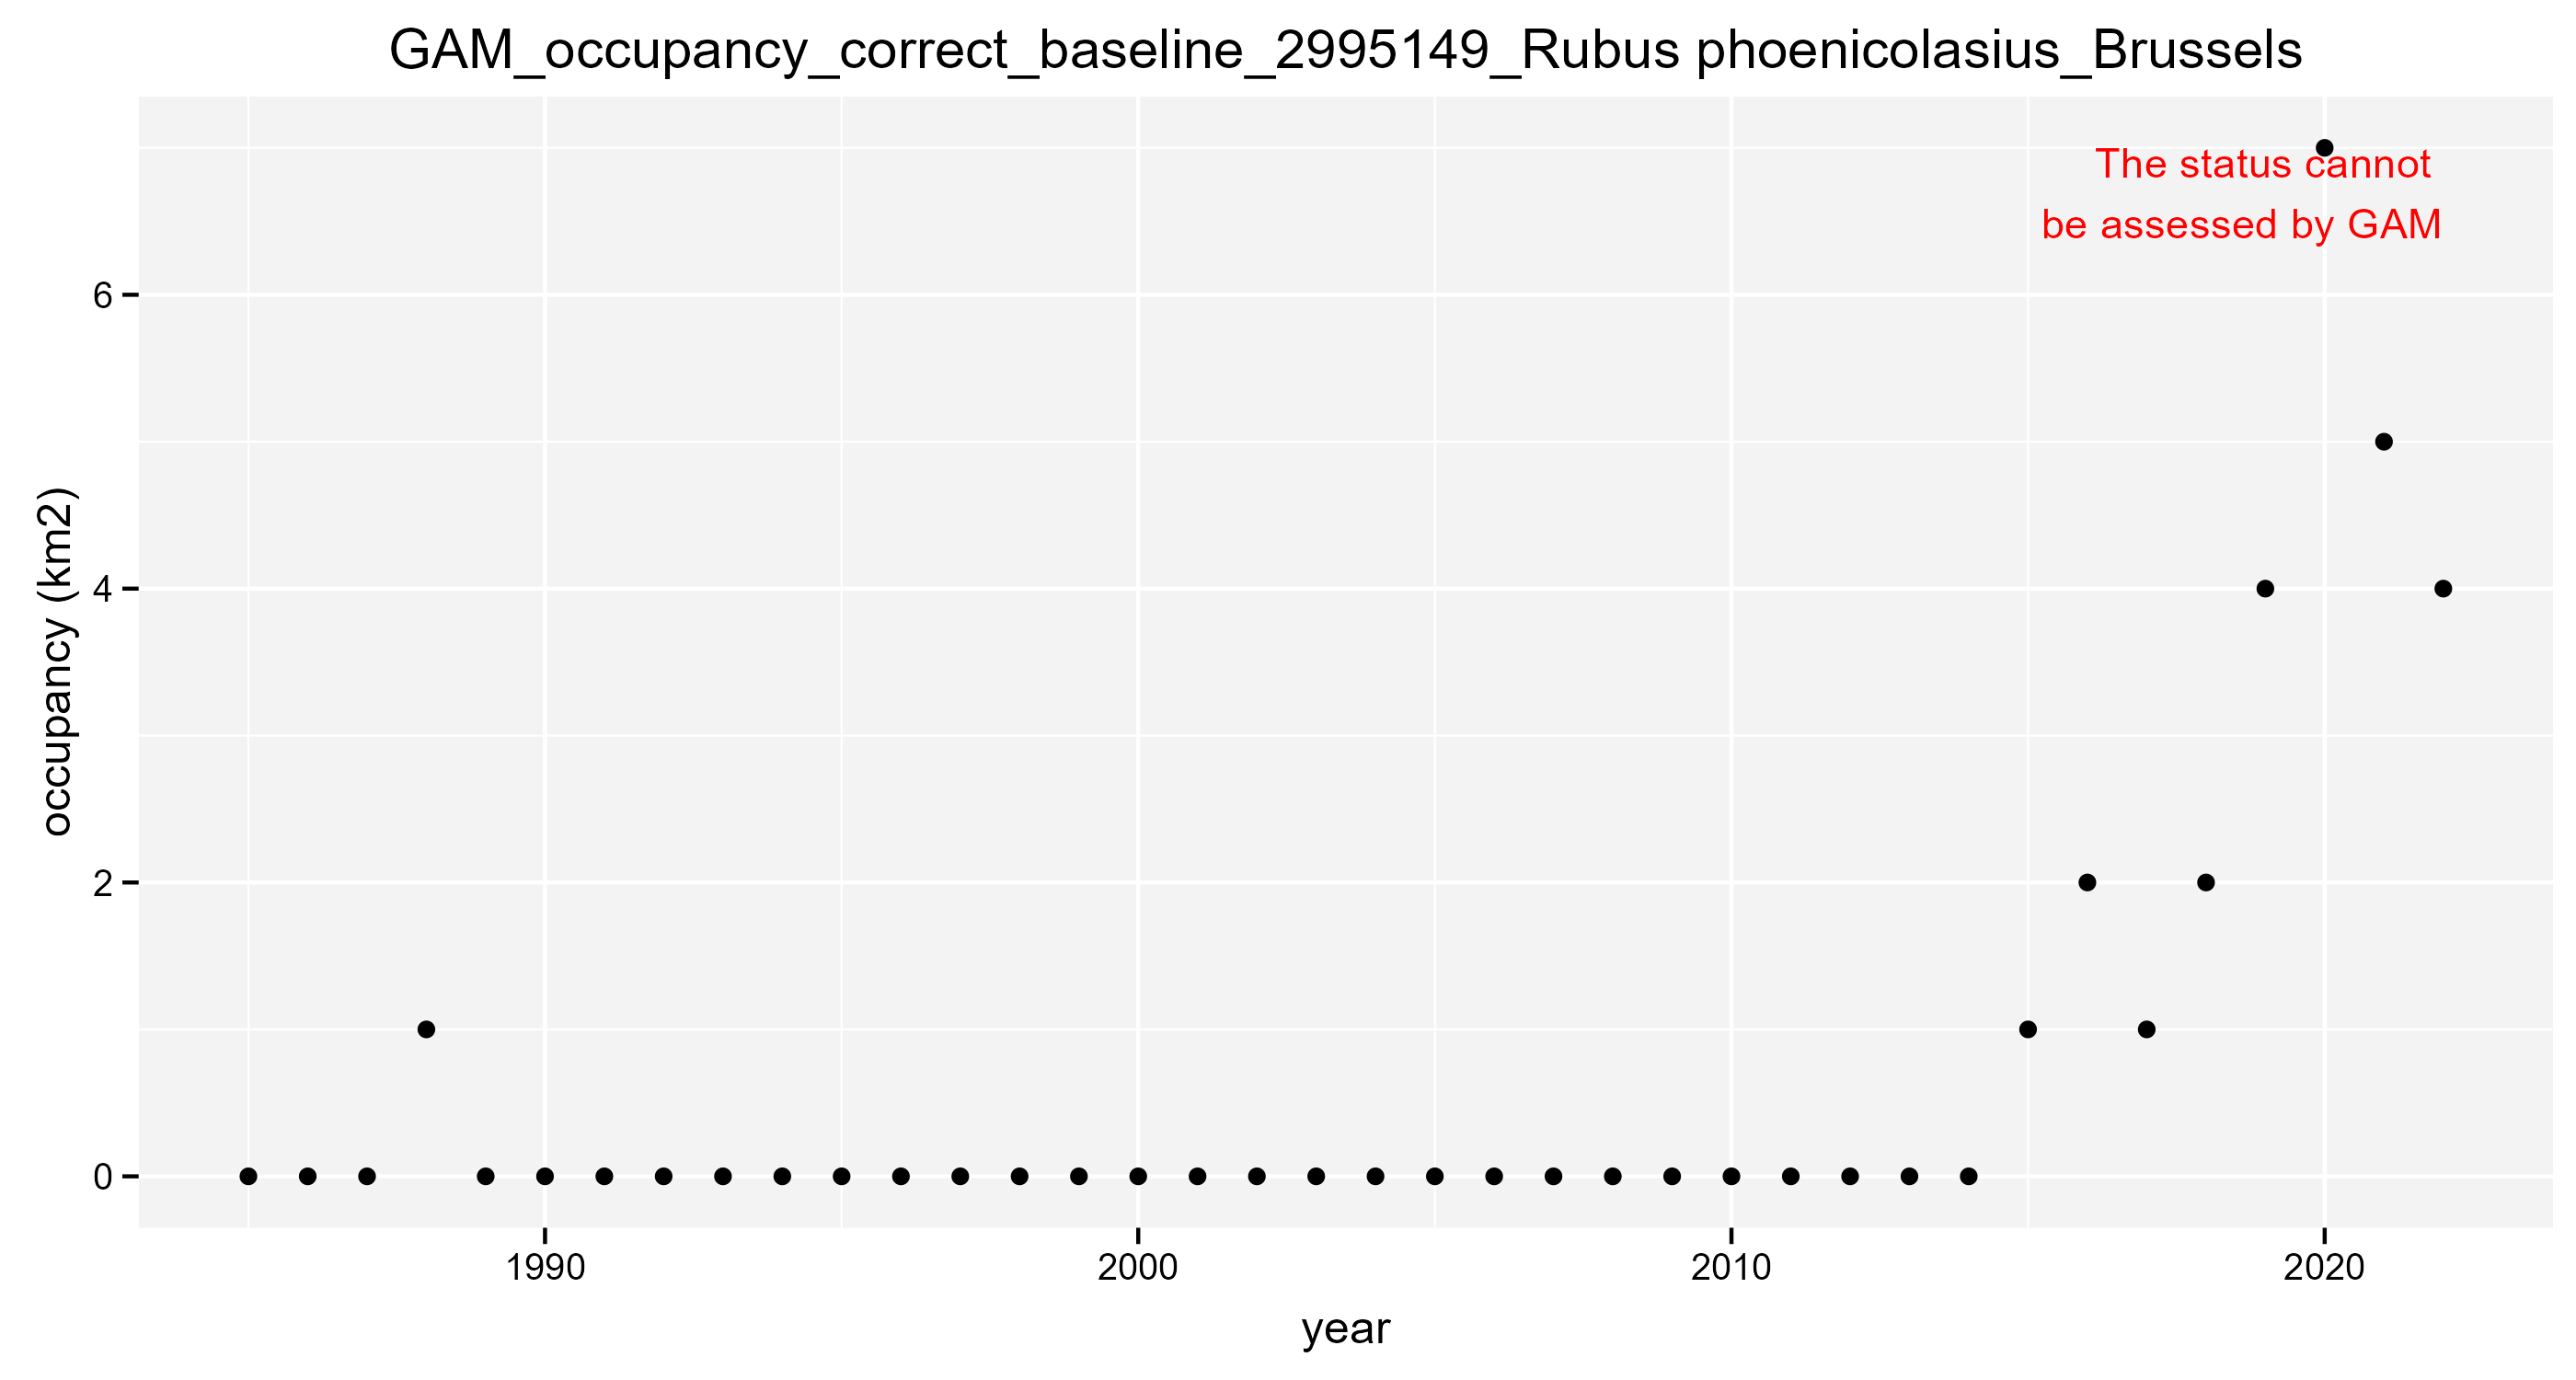 GAM_occupancy_correct_baseline_2995149_Rubus phoenicolasius_Brussels
The status cannot
be assessed by GAM
occupancy (km2)
6
4
2
0
1990 2000 2010 2020
year